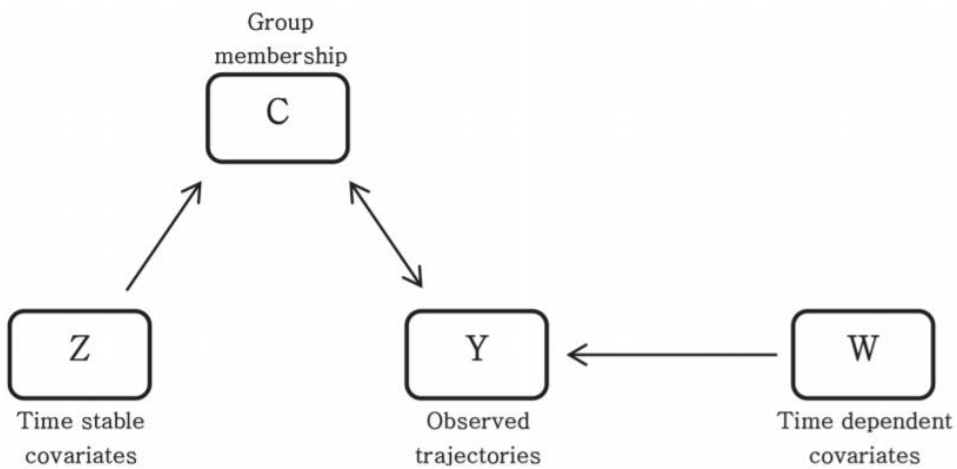 Group
membership
C
Z
Time stable
covariates
Y
Observed
trajectories
W
Time dependent
covariates